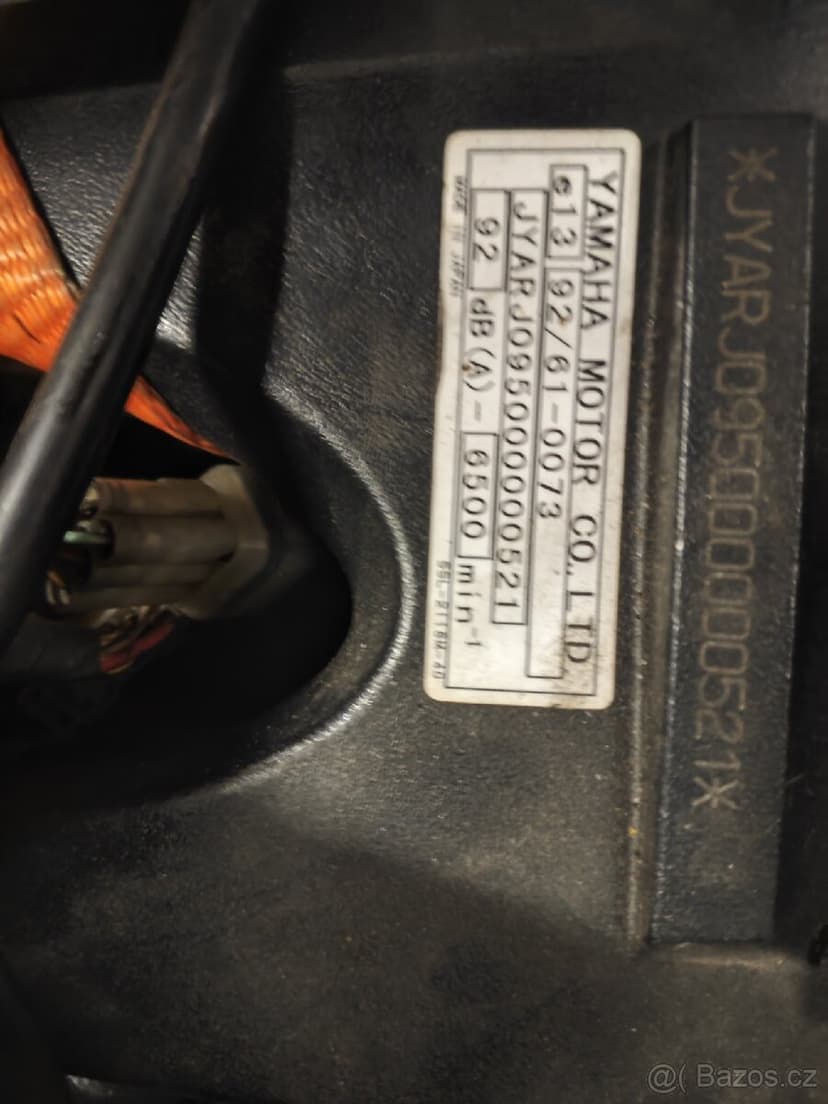 YAMAHA MOTOR CO., LTD
e13 92/61-0073
JYARJ095000000521
92 dB(A) - 6500 min-1
MADE IN JAPAN
*JYARJ095000000521*
@( Bazos.cz